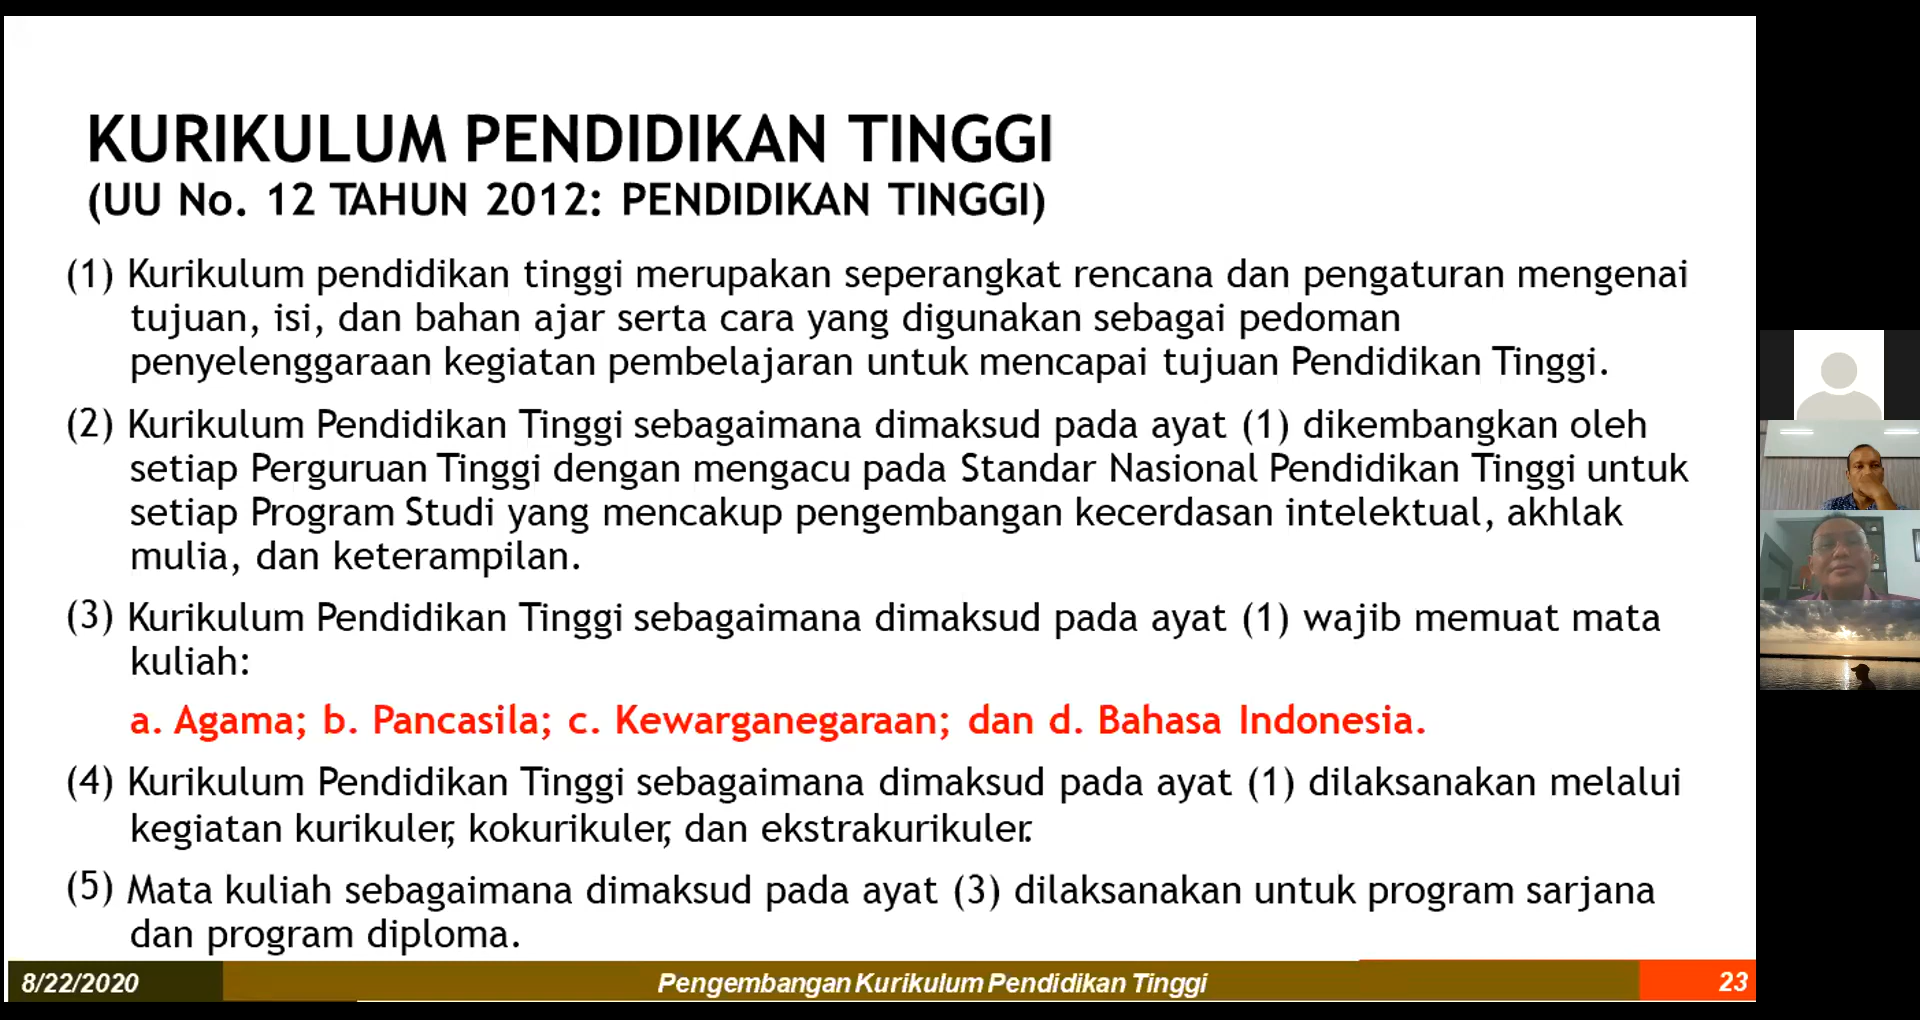 KURIKULUM PENDIDIKAN TINGGI
(UU No. 12 TAHUN 2012: PENDIDIKAN TINGGI)
(1) Kurikulum pendidikan tinggi merupakan seperangkat rencana dan pengaturan mengenai
tujuan, isi, dan bahan ajar serta cara yang digunakan sebagai pedoman
penyelenggaraan kegiatan pembelajaran untuk mencapai tujuan Pendidikan Tinggi.
(2) Kurikulum Pendidikan Tinggi sebagaimana dimaksud pada ayat (1) dikembangkan oleh
setiap Perguruan Tinggi dengan mengacu pada Standar Nasional Pendidikan Tinggi untuk
setiap Program Studi yang mencakup pengembangan kecerdasan intelektual, akhlak
mulia, dan keterampilan.
(3) Kurikulum Pendidikan Tinggi sebagaimana dimaksud pada ayat (1) wajib memuat mata
kuliah:
a. Agama; b. Pancasila; c. Kewarganegaraan; dan d. Bahasa Indonesia.
(4) Kurikulum Pendidikan Tinggi sebagaimana dimaksud pada ayat (1) dilaksanakan melalui
kegiatan kurikuler, kokurikuler, dan ekstrakurikuler.
(5) Mata kuliah sebagaimana dimaksud pada ayat (3) dilaksanakan untuk program sarjana
dan program diploma.
8/22/2020 Pengembangan Kurikulum Pendidikan Tinggi 23